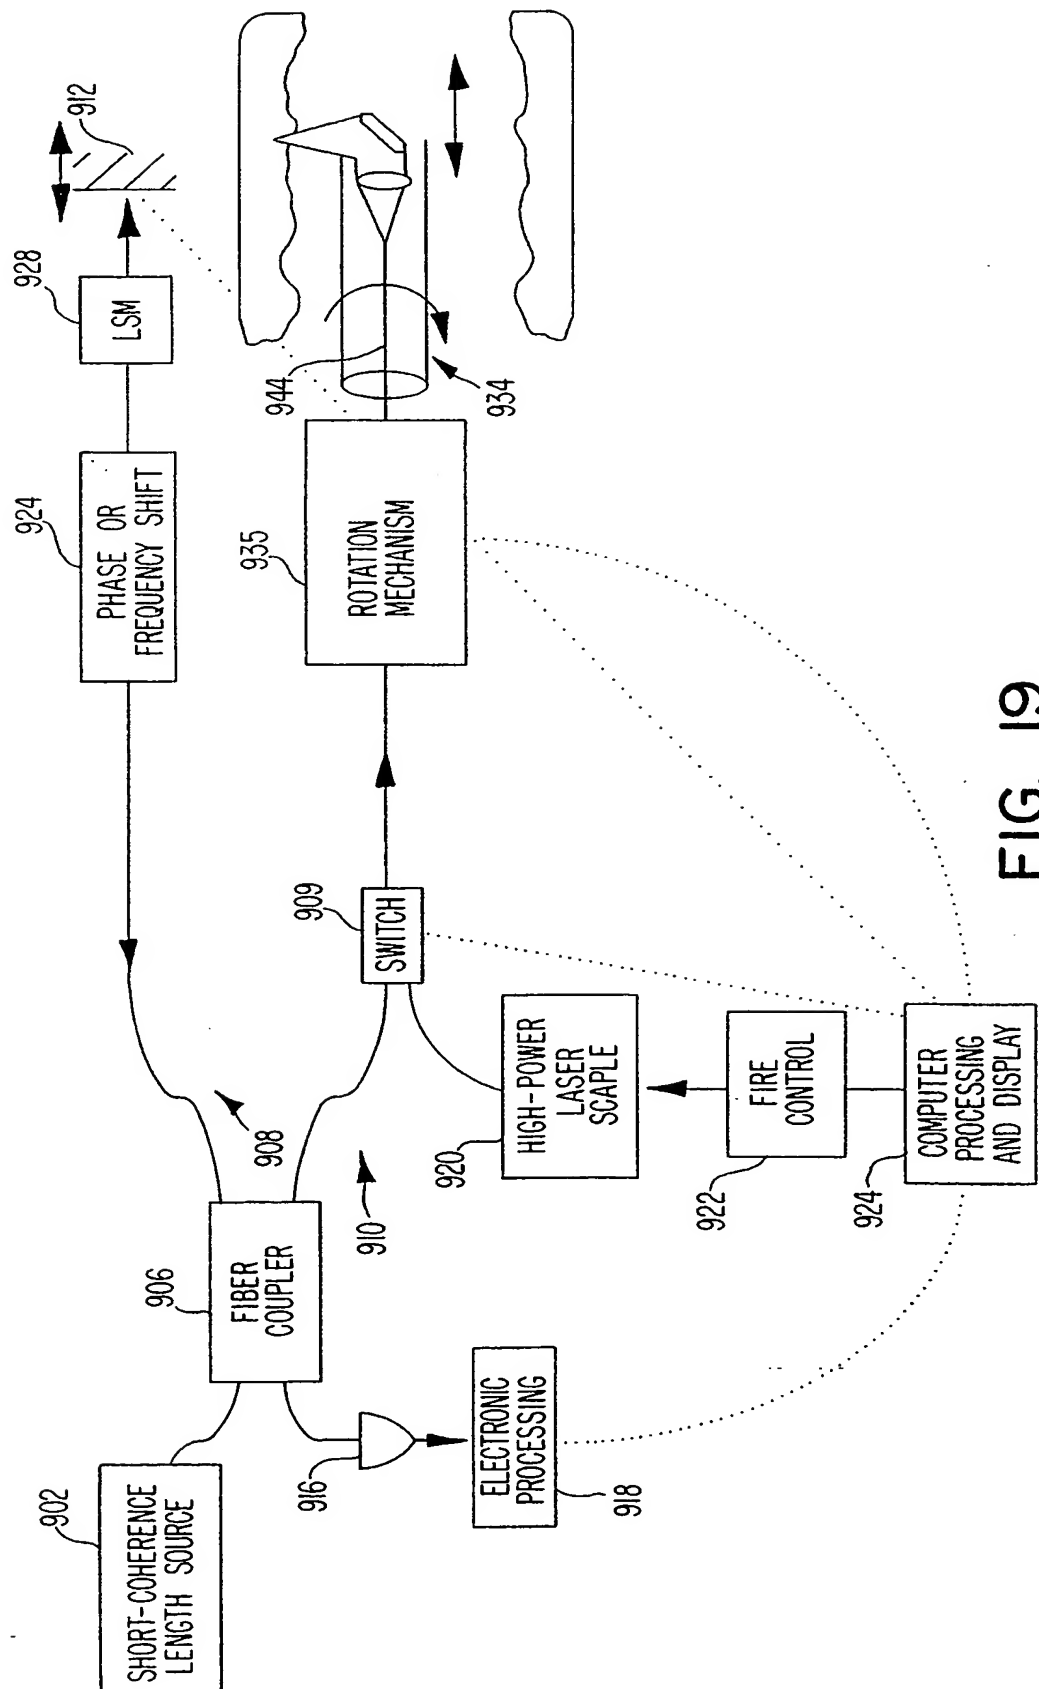 902
SHORT-COHERENCE
LENGTH SOURCE
906
FIBER
COUPLER
908
910
916
ELECTRONIC
PROCESSING
918
924
PHASE OR
FREQUENCY SHIFT
928
LSM
912
909
SWITCH
935
ROTATION
MECHANISM
944
934
920
HIGH-POWER
LASER
SCAPLE
922
FIRE
CONTROL
924
COMPUTER
PROCESSING
AND DISPLAY
FIG. 19